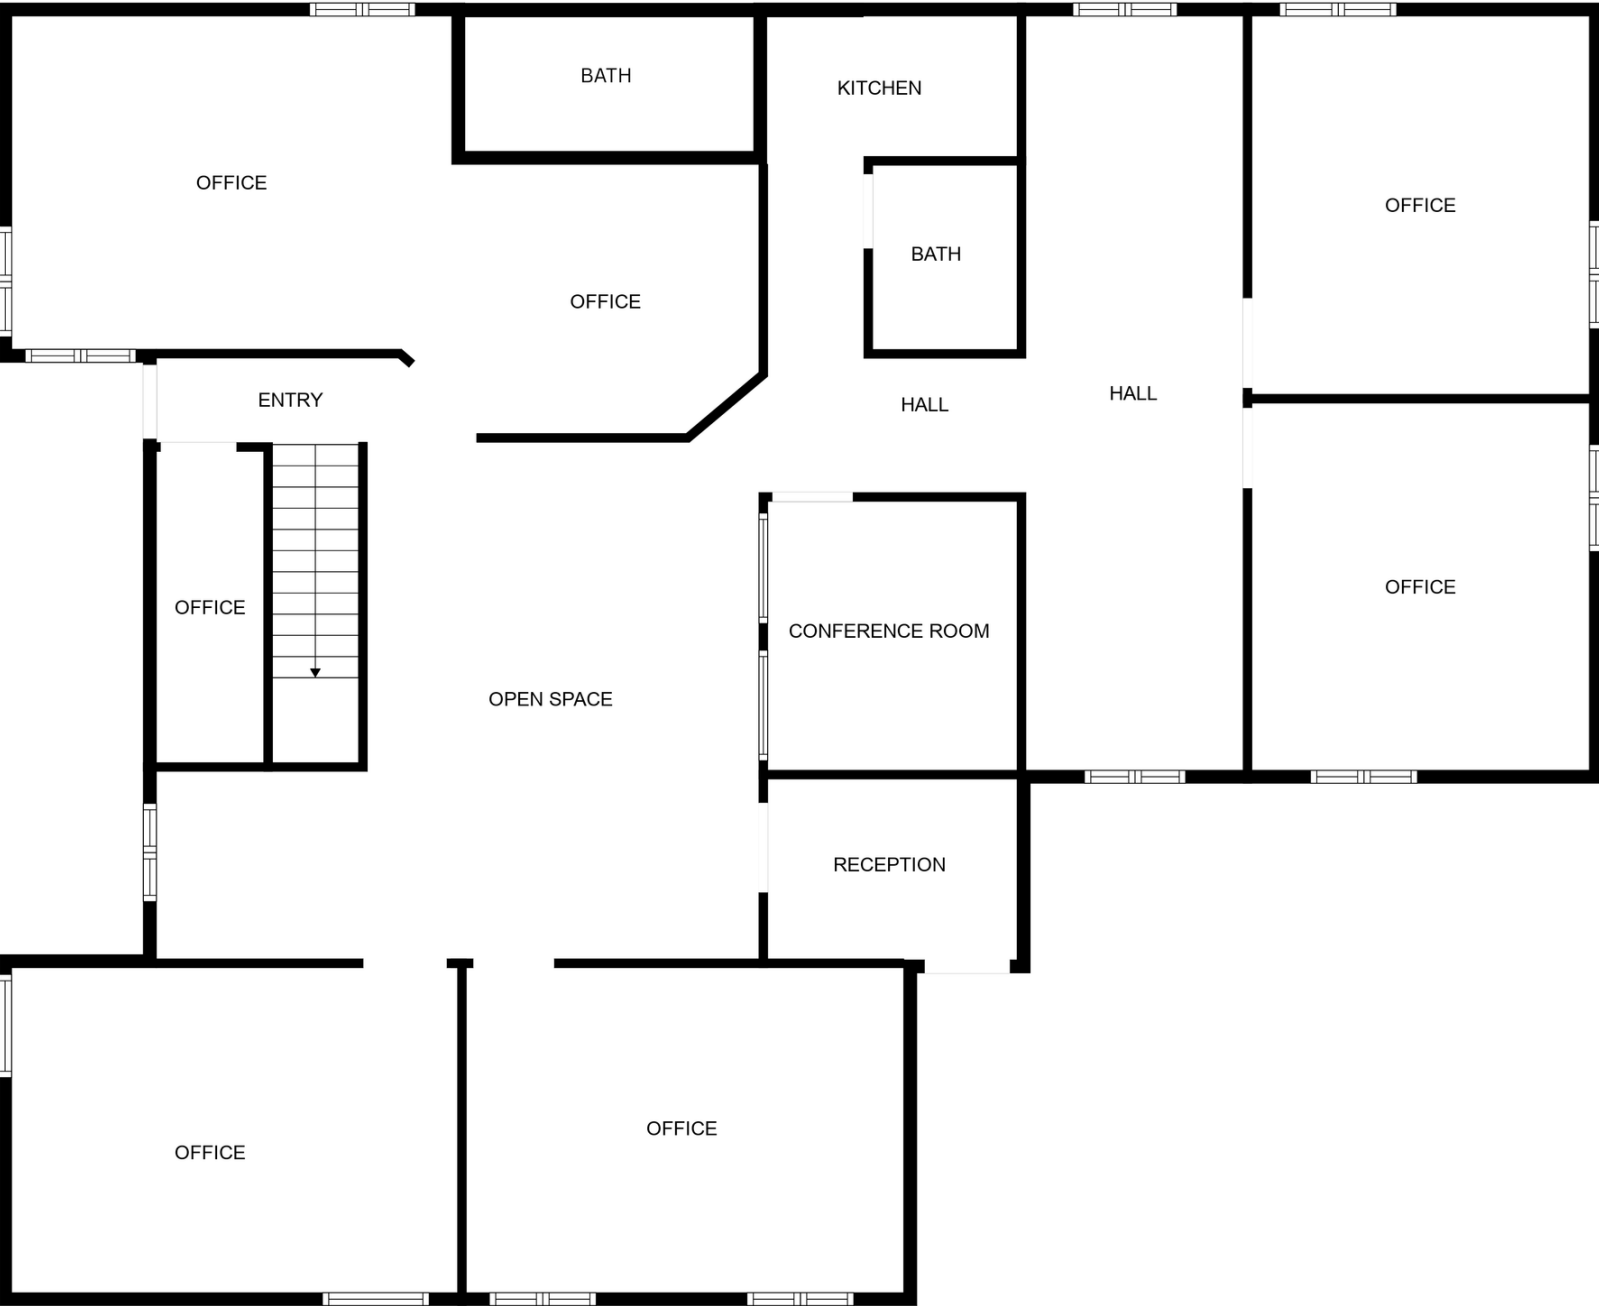 BATH
KITCHEN
OFFICE
OFFICE
BATH
OFFICE
HALL
ENTRY
HALL
OFFICE
OFFICE
CONFERENCE ROOM
OPEN SPACE
RECEPTION
OFFICE
OFFICE